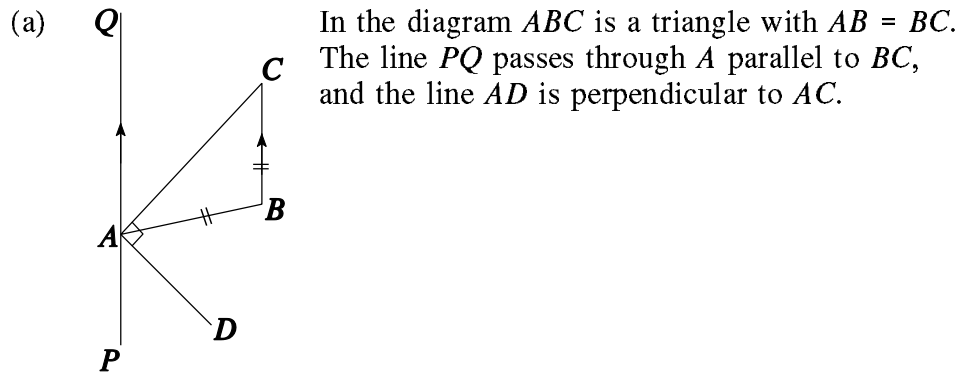 (a)
In the diagram ABC is a triangle with AB = BC.
The line PQ passes through A parallel to BC,
and the line AD is perpendicular to AC.
Q
C
B
A
D
P